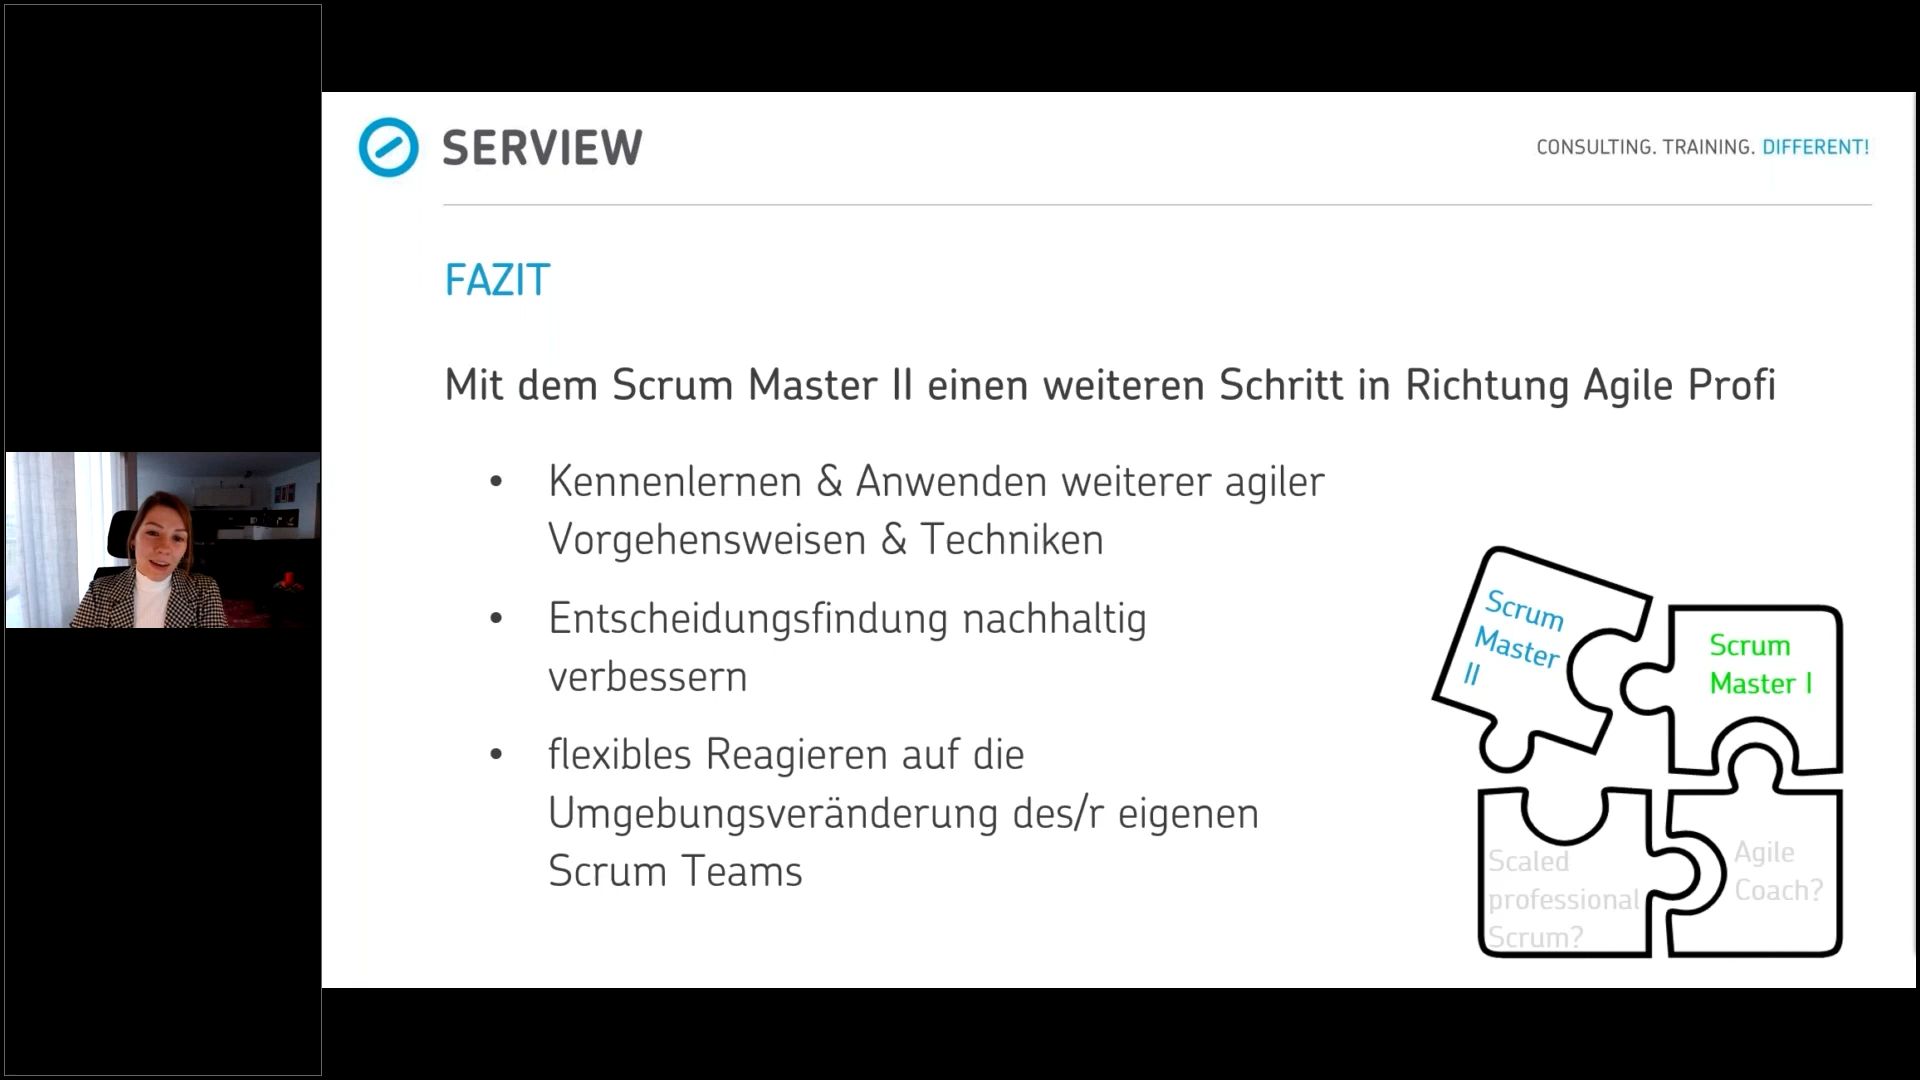 SERVIEW
CONSULTING. TRAINING. DIFFERENT!
FAZIT
Mit dem Scrum Master II einen weiteren Schritt in Richtung Agile Profi
• Kennenlernen & Anwenden weiterer agiler
Vorgehensweisen & Techniken
• Entscheidungsfindung nachhaltig
verbessern
• flexibles Reagieren auf die
Umgebungsveränderung des/r eigenen
Scrum Teams
Scrum
Master
II
Scrum
Master I
Scaled
professional
Scrum?
Agile
Coach?